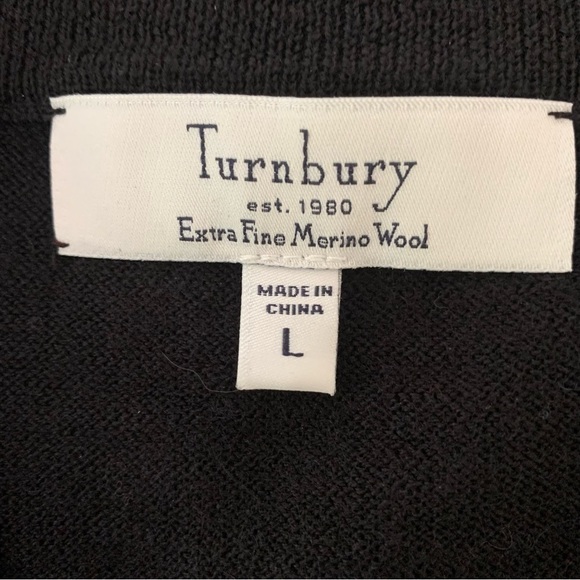 Turnbury
est. 1980
Extra Fine Merino Wool
MADE IN
CHINA
L